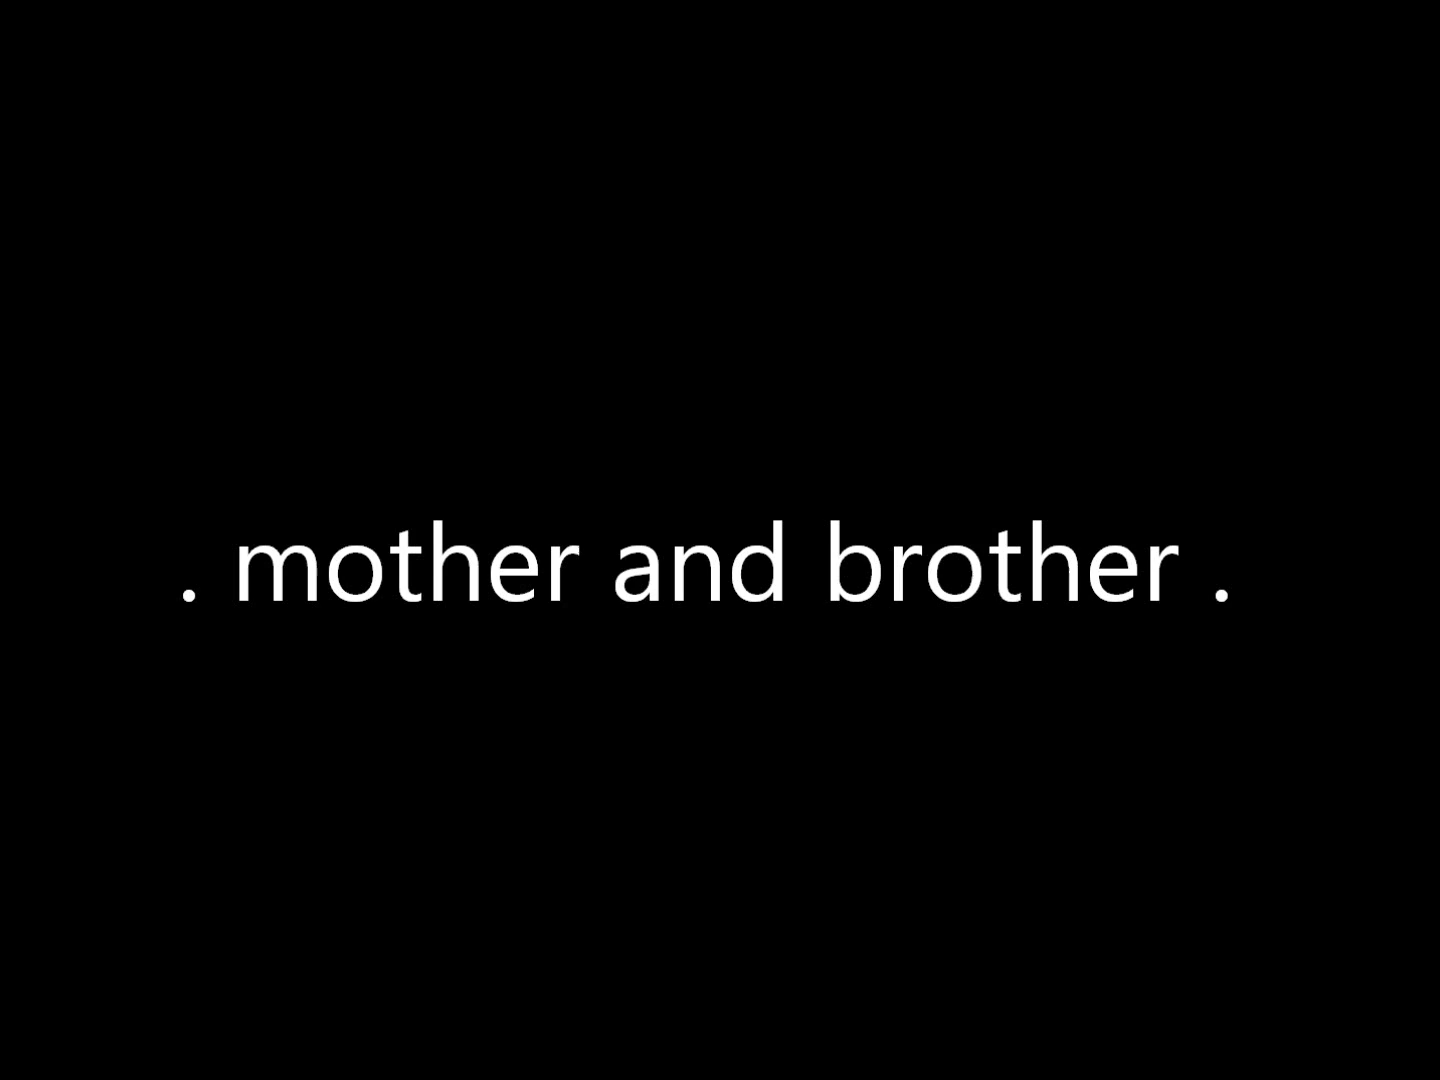 . mother and brother .